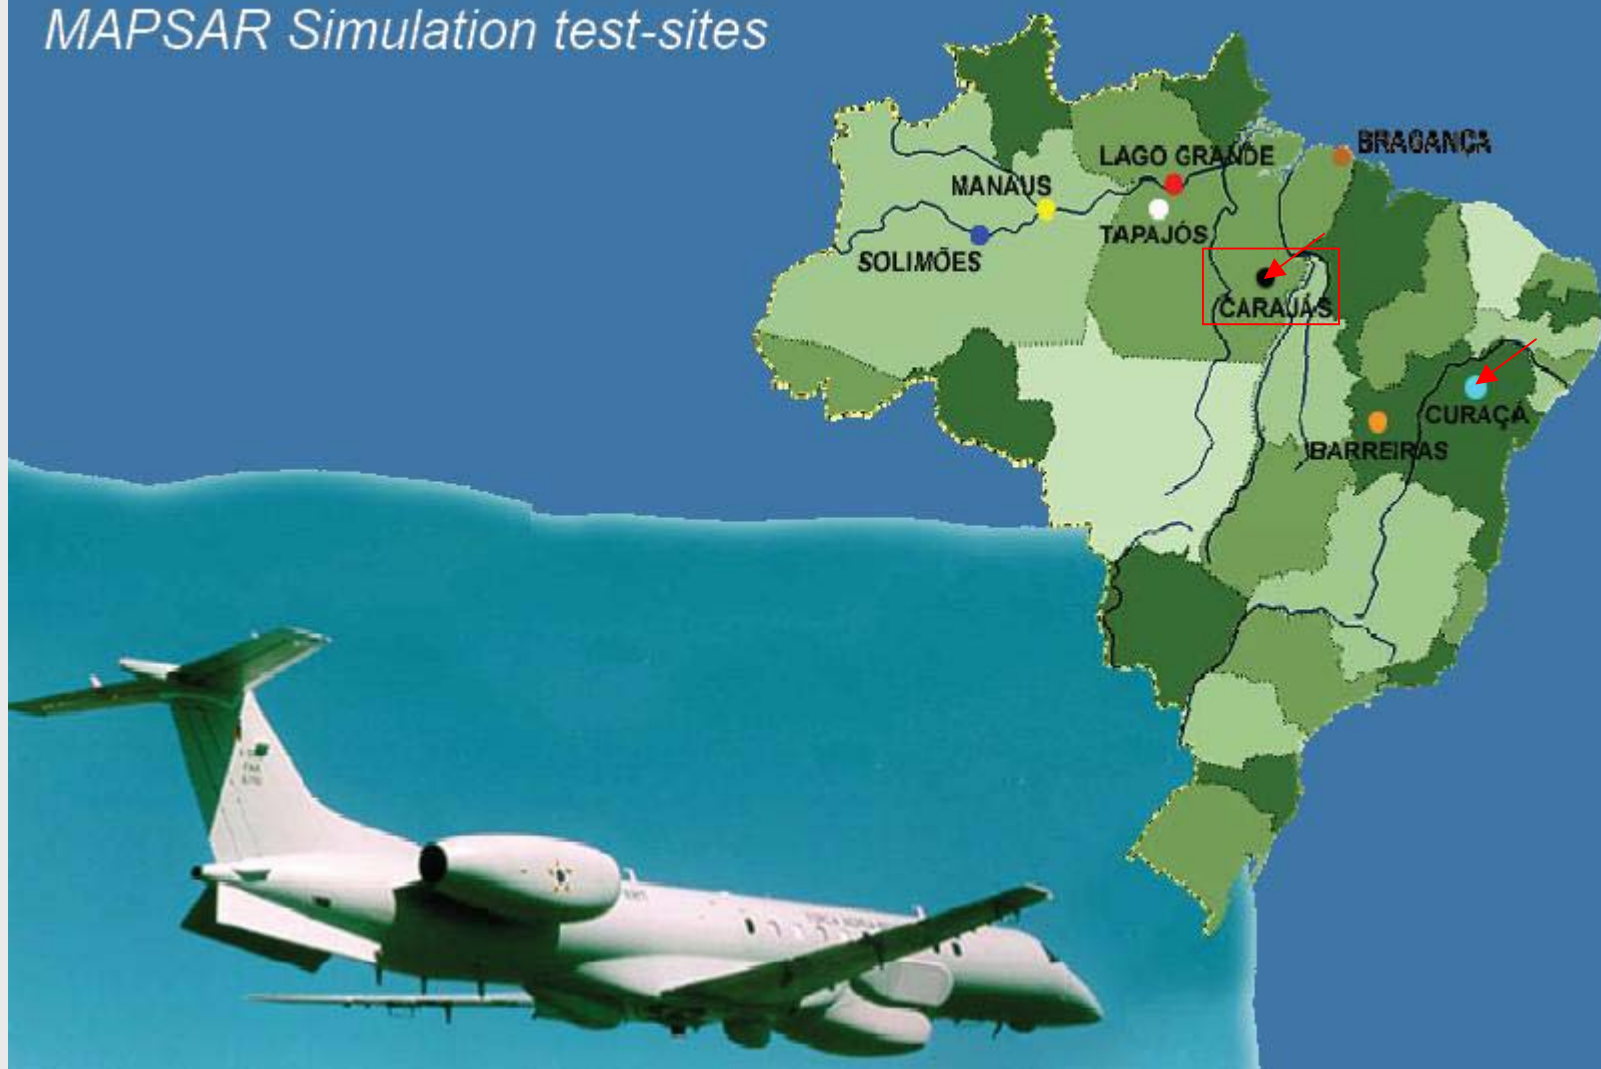 MAPSAR Simulation test-sites
BRAGANÇA
LAGO GRANDE
MANAUS
TAPAJÓS
SOLIMÕES
CARAJÁS
CURAÇÁ
BARREIRAS